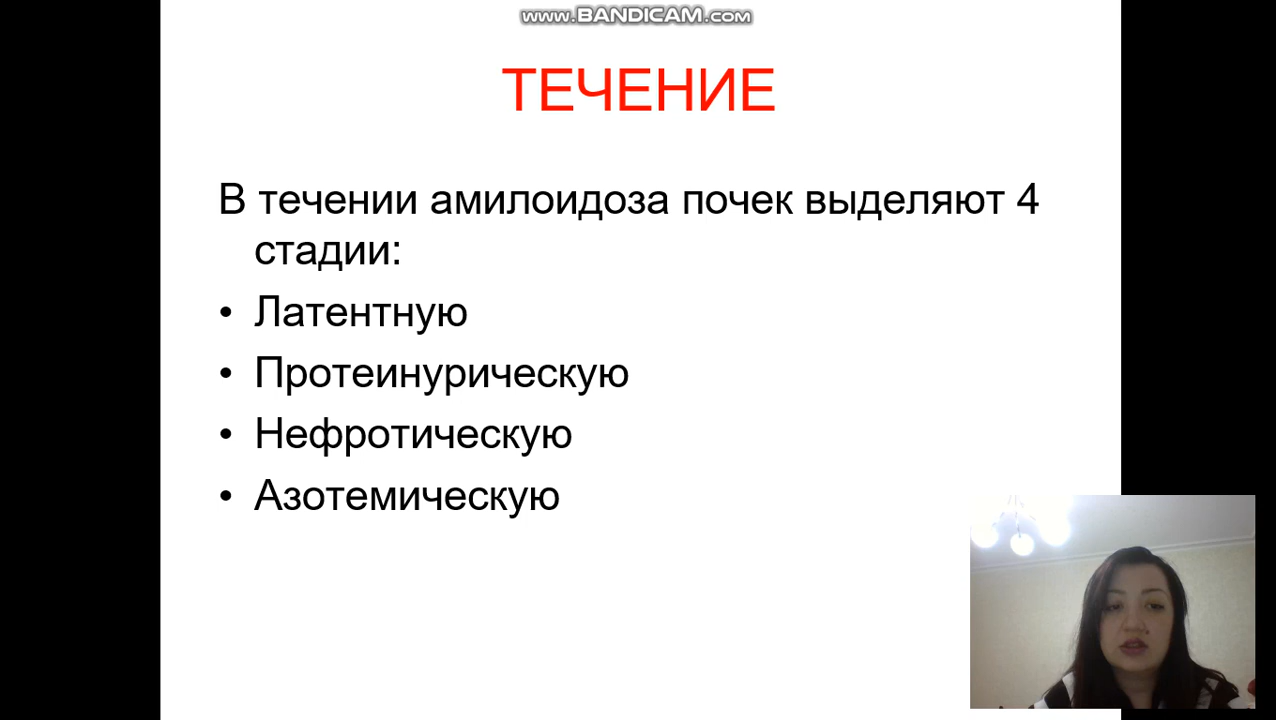 www.BANDICAM.com
ТЕЧЕНИЕ
В течении амилоидоза почек выделяют 4
стадии:
• Латентную
• Протеинурическую
• Нефротическую
• Азотемическую